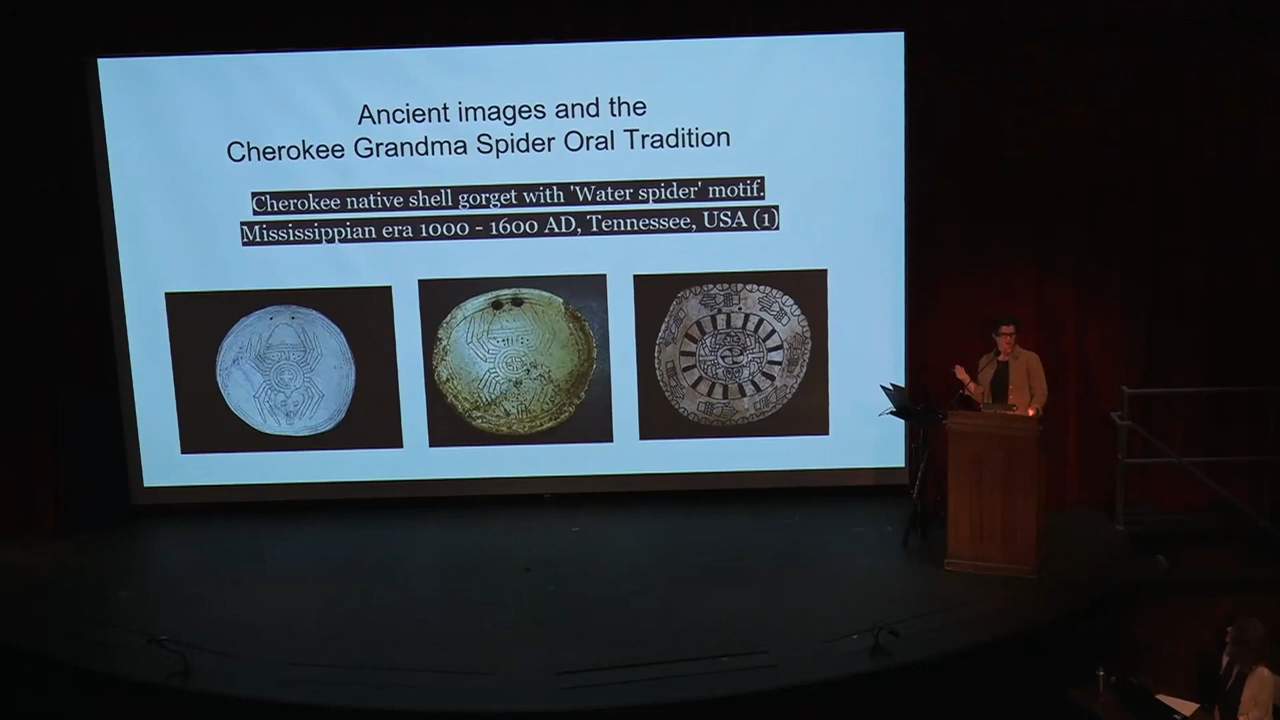 Ancient images and the
Cherokee Grandma Spider Oral Tradition
Cherokee native shell gorget with 'Water spider' motif.
Mississippian era 1000 - 1600 AD, Tennessee, USA (1)